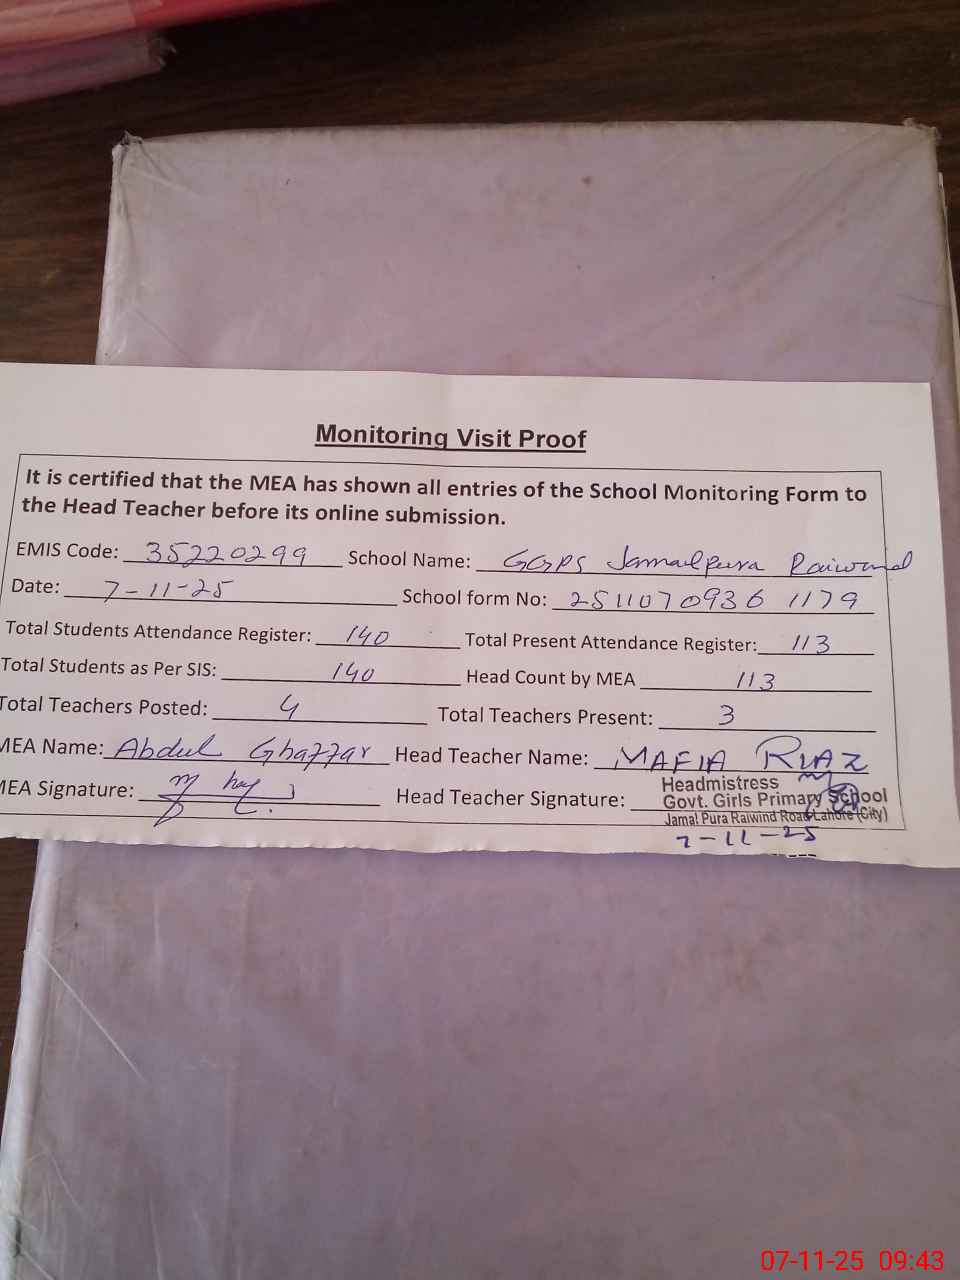 Monitoring Visit Proof
It is certified that the MEA has shown all entries of the School Monitoring Form to
the Head Teacher before its online submission.
EMIS Code: 35220299 School Name: GGPS Jamalpura Raiwind
Date: 7-11-25 School form No: 2511070936 1179
Total Students Attendance Register: 140 Total Present Attendance Register: 113
Total Students as Per SIS: 140 Head Count by MEA 113
Total Teachers Posted: 4 Total Teachers Present: 3
MEA Name: Abdul Ghaffar Head Teacher Name: MAFIA RIAZ
MEA Signature: Head Teacher Signature:
Headmistress
Govt. Girls Primary School
Jamal Pura Raiwind Road Lahore (City)
7-11-25
07-11-25 09:43